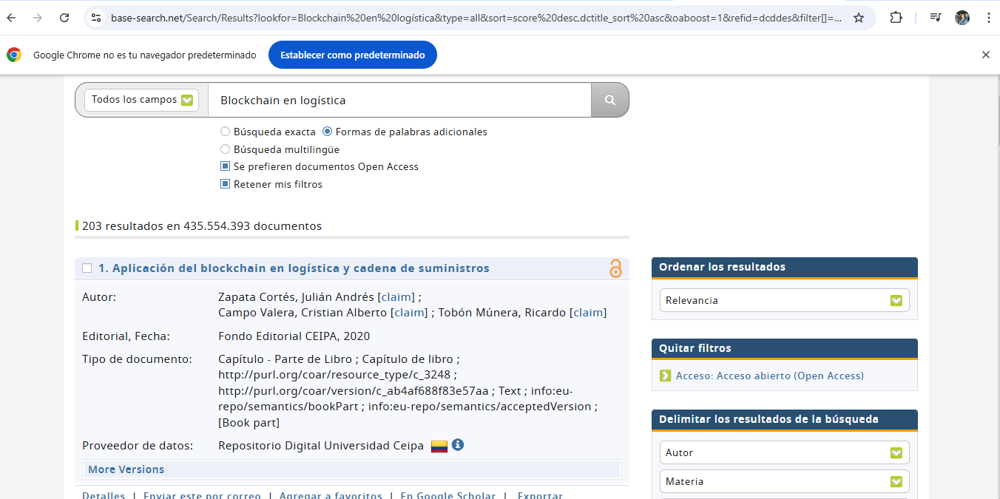 base-search.net/Search/Results?lookfor=Blockchain%20en%20logística&type=all&sort=score%20desc,dctitle_sort%20asc&oaboost=1&refid=dcddes&filter[]=...
Google Chrome no es tu navegador predeterminado
Establecer como predeterminado
Todos los campos
Blockchain en logística
Búsqueda exacta
Formas de palabras adicionales
Búsqueda multilingüe
Se prefieren documentos Open Access
Retener mis filtros
203 resultados en 435.554.393 documentos
1. Aplicación del blockchain en logística y cadena de suministros
Autor: Zapata Cortés, Julián Andrés [claim] ;
Campo Valera, Cristian Alberto [claim] ; Tobón Múnera, Ricardo [claim]
Editorial, Fecha: Fondo Editorial CEIPA, 2020
Tipo de documento: Capítulo - Parte de Libro ; Capítulo de libro ;
http://purl.org/coar/resource_type/c_3248 ;
http://purl.org/coar/version/c_ab4af688f83e57aa ; Text ; info:eu-
repo/semantics/bookPart ; info:eu-repo/semantics/acceptedVersion ;
[Book part]
Proveedor de datos: Repositorio Digital Universidad Ceipa
More Versions
Detalles | Enviar este por correo | Agregar a favoritos | En Google Scholar | Exportar
Ordenar los resultados
Relevancia
Quitar filtros
Acceso: Acceso abierto (Open Access)
Delimitar los resultados de la búsqueda
Autor
Materia